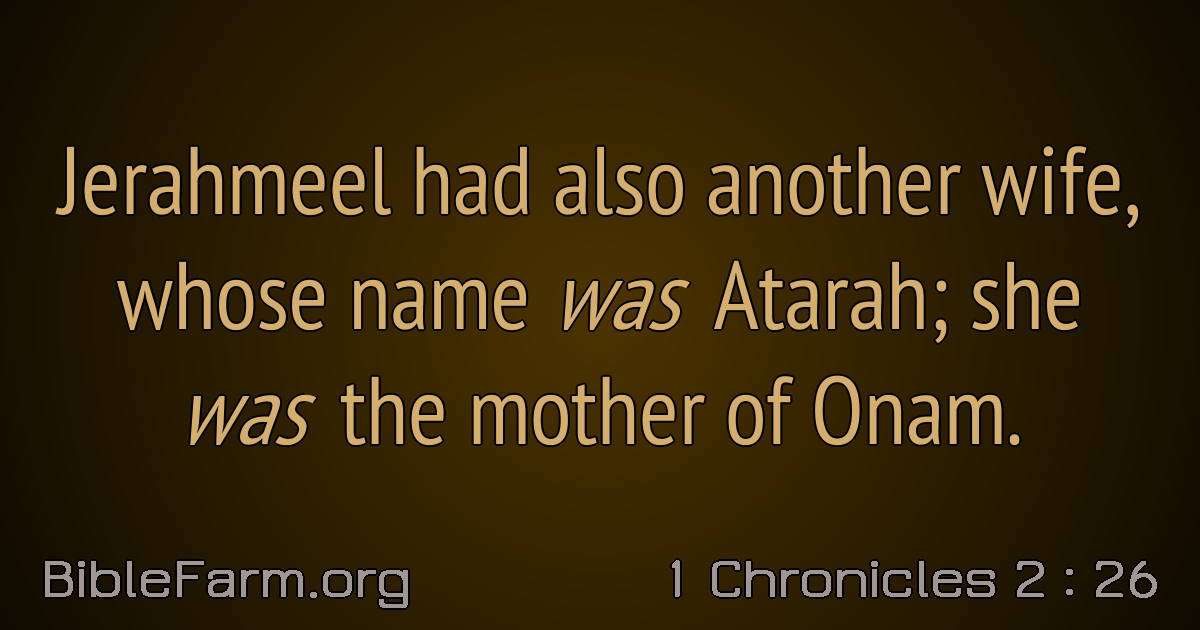 Jerahmeel had also another wife,
whose name was Atarah; she
was the mother of Onam.
BibleFarm.org
1 Chronicles 2 : 26